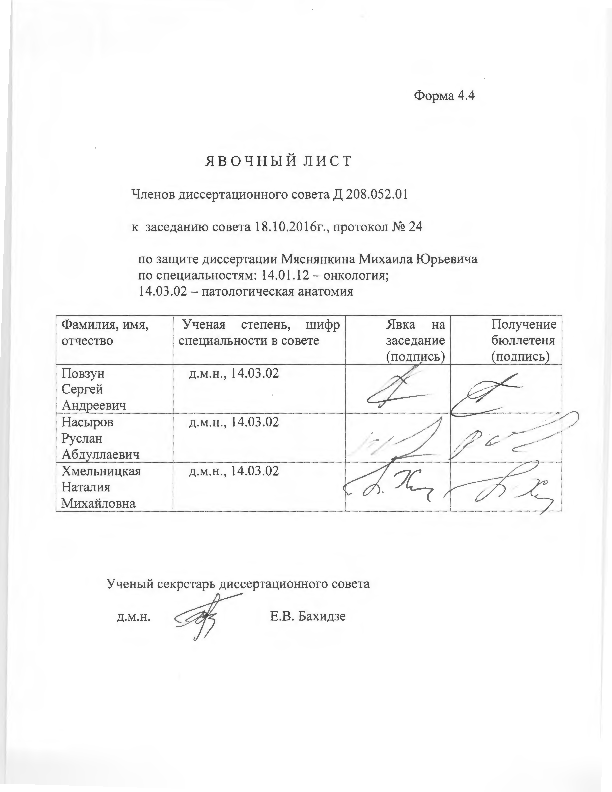 Форма 4.4
ЯВОЧНЫЙ ЛИСТ
Членов диссертационного совета Д 208.052.01
к заседанию совета 18.10.2016г., протокол № 24
по защите диссертации Мяснянкина Михаила Юрьевича
по специальностям: 14.01.12 – онкология;
14.03.02 – патологическая анатомия
Фамилия, имя, отчество
Ученая степень, шифр специальности в совете
Явка на заседание (подпись)
Получение бюллетеня (подпись)
Повзун
Сергей
Андреевич
д.м.н., 14.03.02
Насыров
Руслан
Абдуллаевич
д.м.н., 14.03.02
Хмельницкая
Наталия
Михайловна
д.м.н., 14.03.02
Ученый секретарь диссертационного совета
д.м.н. Е.В. Бахидзе